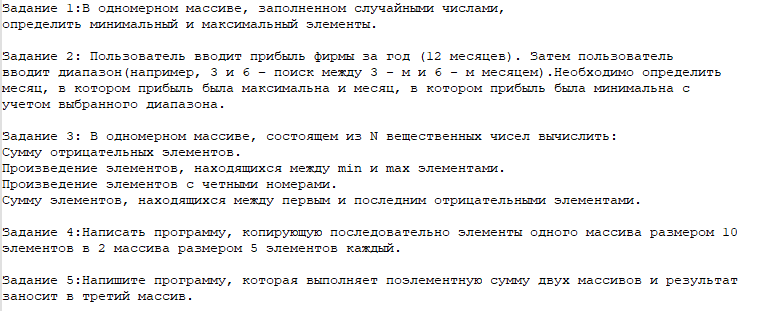 Задание 1:В одномерном массиве, заполненном случайными числами,
определить минимальный и максимальный элементы.
Задание 2: Пользователь вводит прибыль фирмы за год (12 месяцев). Затем пользователь
вводит диапазон(например, 3 и 6 – поиск между 3 - м и 6 - м месяцем).Необходимо определить
месяц, в котором прибыль была максимальна и месяц, в котором прибыль была минимальна с
учетом выбранного диапазона.
Задание 3: В одномерном массиве, состоящем из N вещественных чисел вычислить:
Сумму отрицательных элементов.
Произведение элементов, находящихся между min и max элементами.
Произведение элементов с четными номерами.
Сумму элементов, находящихся между первым и последним отрицательными элементами.
Задание 4:Написать программу, копирующую последовательно элементы одного массива размером 10
элементов в 2 массива размером 5 элементов каждый.
Задание 5:Напишите программу, которая выполняет поэлементную сумму двух массивов и результат
заносит в третий массив.